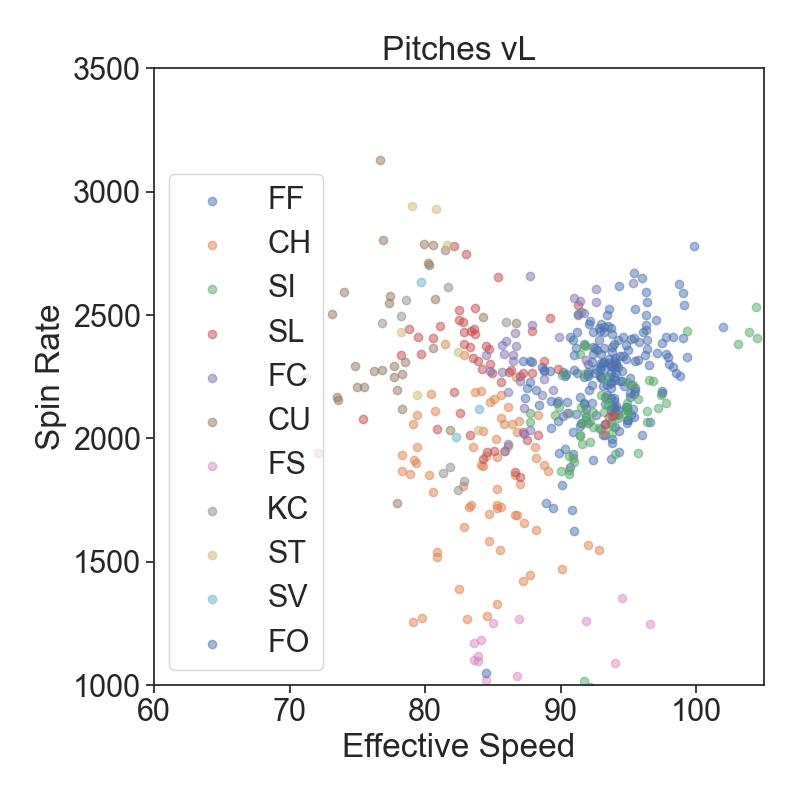 Pitches vL
3500
3000
2500
2000
1500
1000
Spin Rate
FF
CH
SI
SL
FC
CU
FS
KC
ST
SV
FO
60 70 80 90 100
Effective Speed